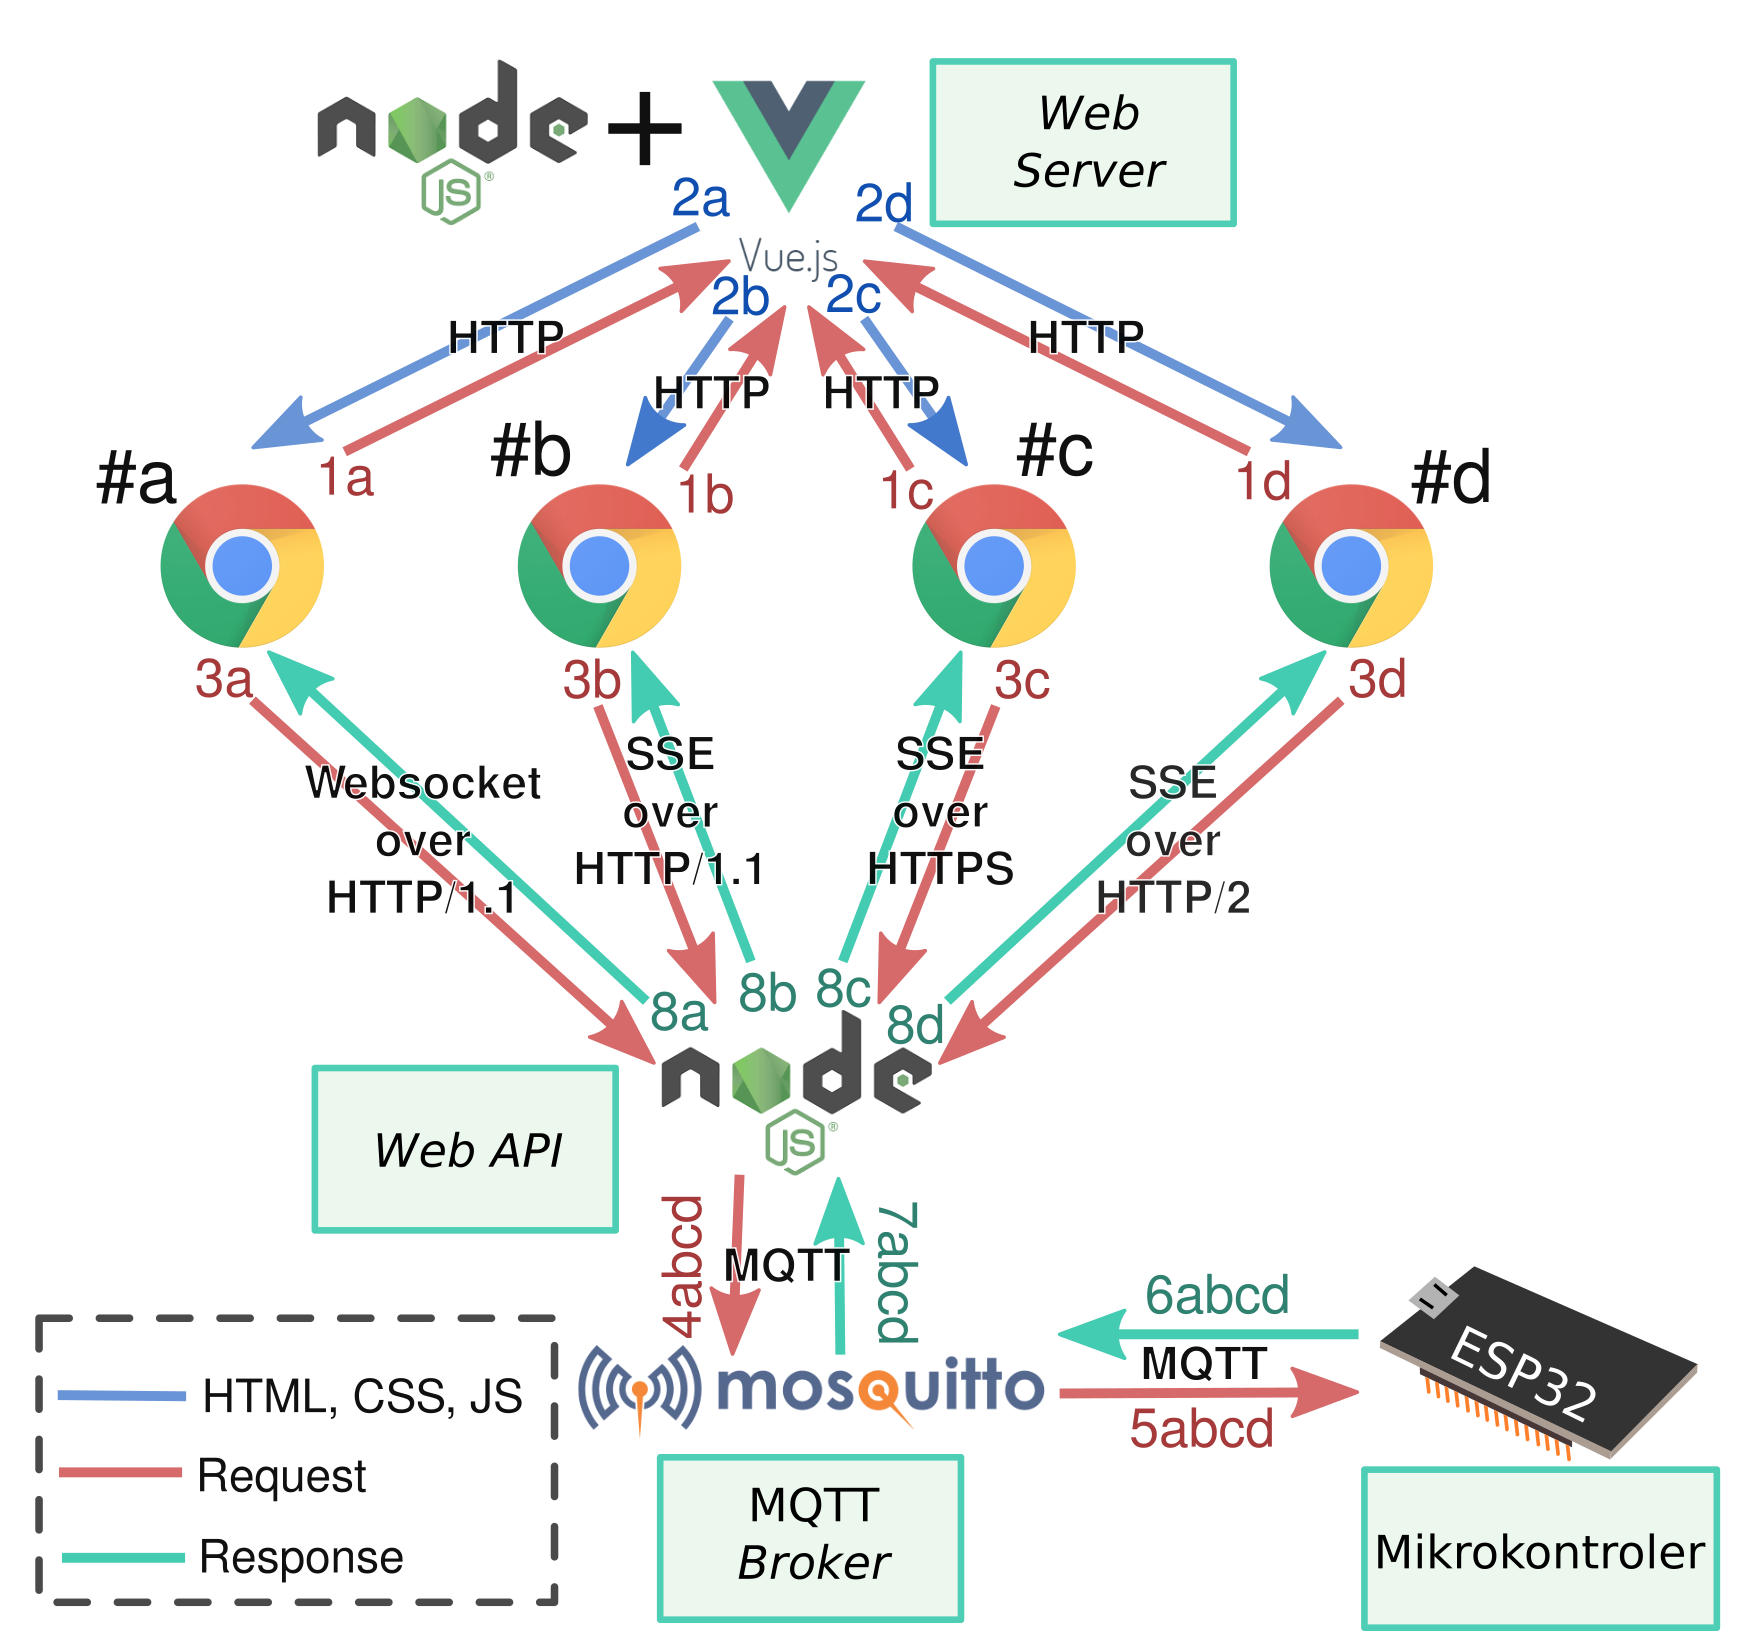 node
JS®
+
Vue.js
Web
Server
2a
2d
2b
2c
HTTP
HTTP
HTTP
HTTP
#a
#b
#c
#d
1a
1b
1c
1d
3a
3b
3c
3d
Websocket
over
HTTP/1.1
SSE
over
HTTP/1.1
SSE
over
HTTPS
SSE
over
HTTP/2
8a
8b
8c
8d
node
JS®
Web API
4abcd
MQTT
7abcd
mosquitto
MQTT
Broker
6abcd
MQTT
5abcd
ESP32
Mikrokontroler
HTML, CSS, JS
Request
Response